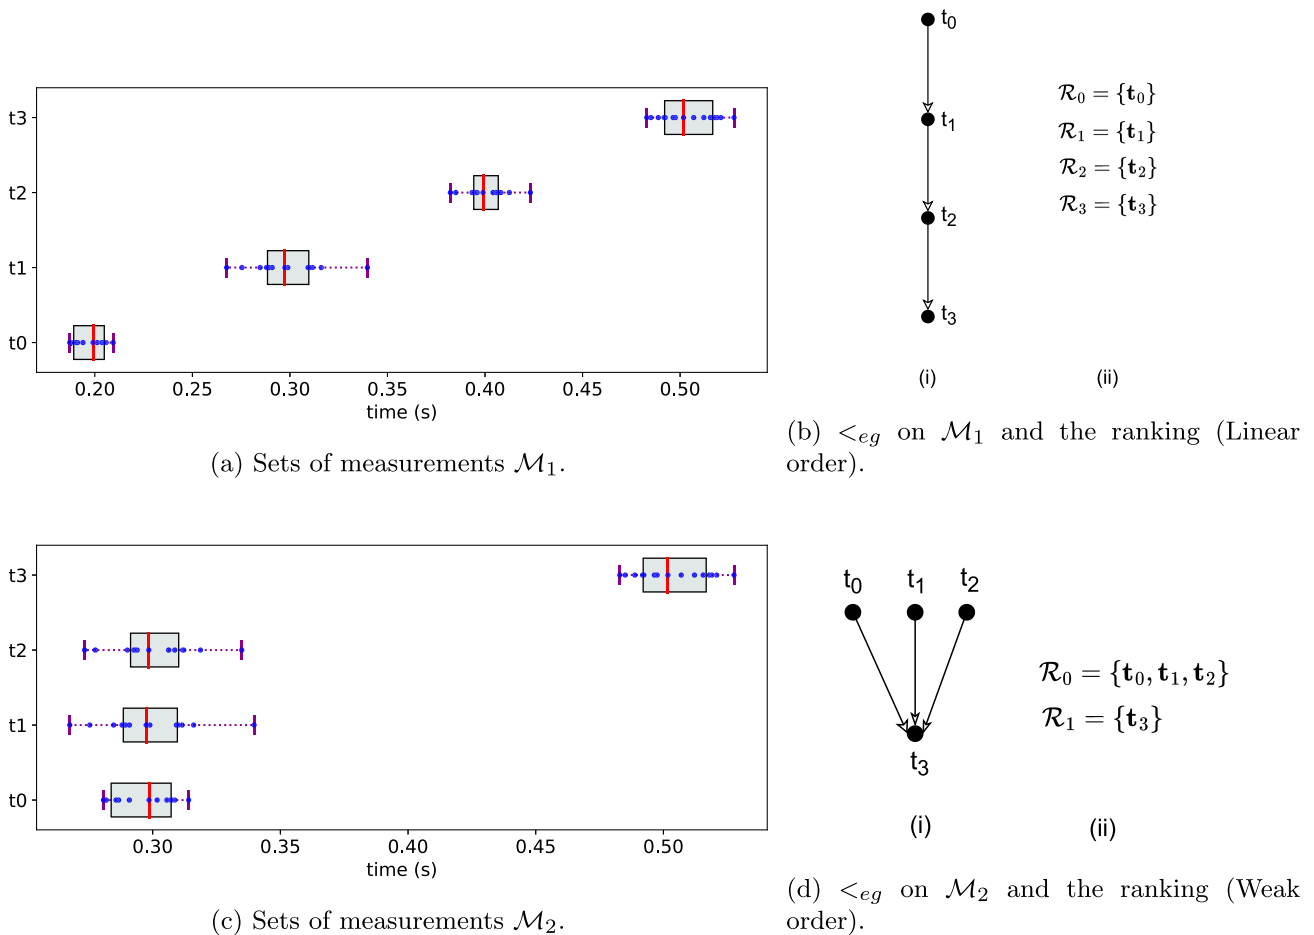 t3
t2
t1
t0
0.20 0.25 0.30 0.35 0.40 0.45 0.50
time (s)
(a) Sets of measurements ℳ₁.
t₀
t₁
t₂
t₃
(i)
ℛ₀ = {t₀}
ℛ₁ = {t₁}
ℛ₂ = {t₂}
ℛ₃ = {t₃}
(ii)
(b) <ₑg on ℳ₁ and the ranking (Linear
order).
t3
t2
t1
t0
0.30 0.35 0.40 0.45 0.50
time (s)
(c) Sets of measurements ℳ₂.
t₀ t₁ t₂
t₃
(i)
ℛ₀ = {t₀, t₁, t₂}
ℛ₁ = {t₃}
(ii)
(d) <ₑg on ℳ₂ and the ranking (Weak
order).